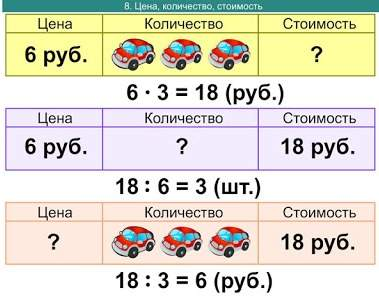 8. Цена, количество, стоимость
Цена Количество Стоимость
6 руб. ?
6 · 3 = 18 (руб.)
Цена Количество Стоимость
6 руб. ? 18 руб.
18 : 6 = 3 (шт.)
Цена Количество Стоимость
? 18 руб.
18 : 3 = 6 (руб.)